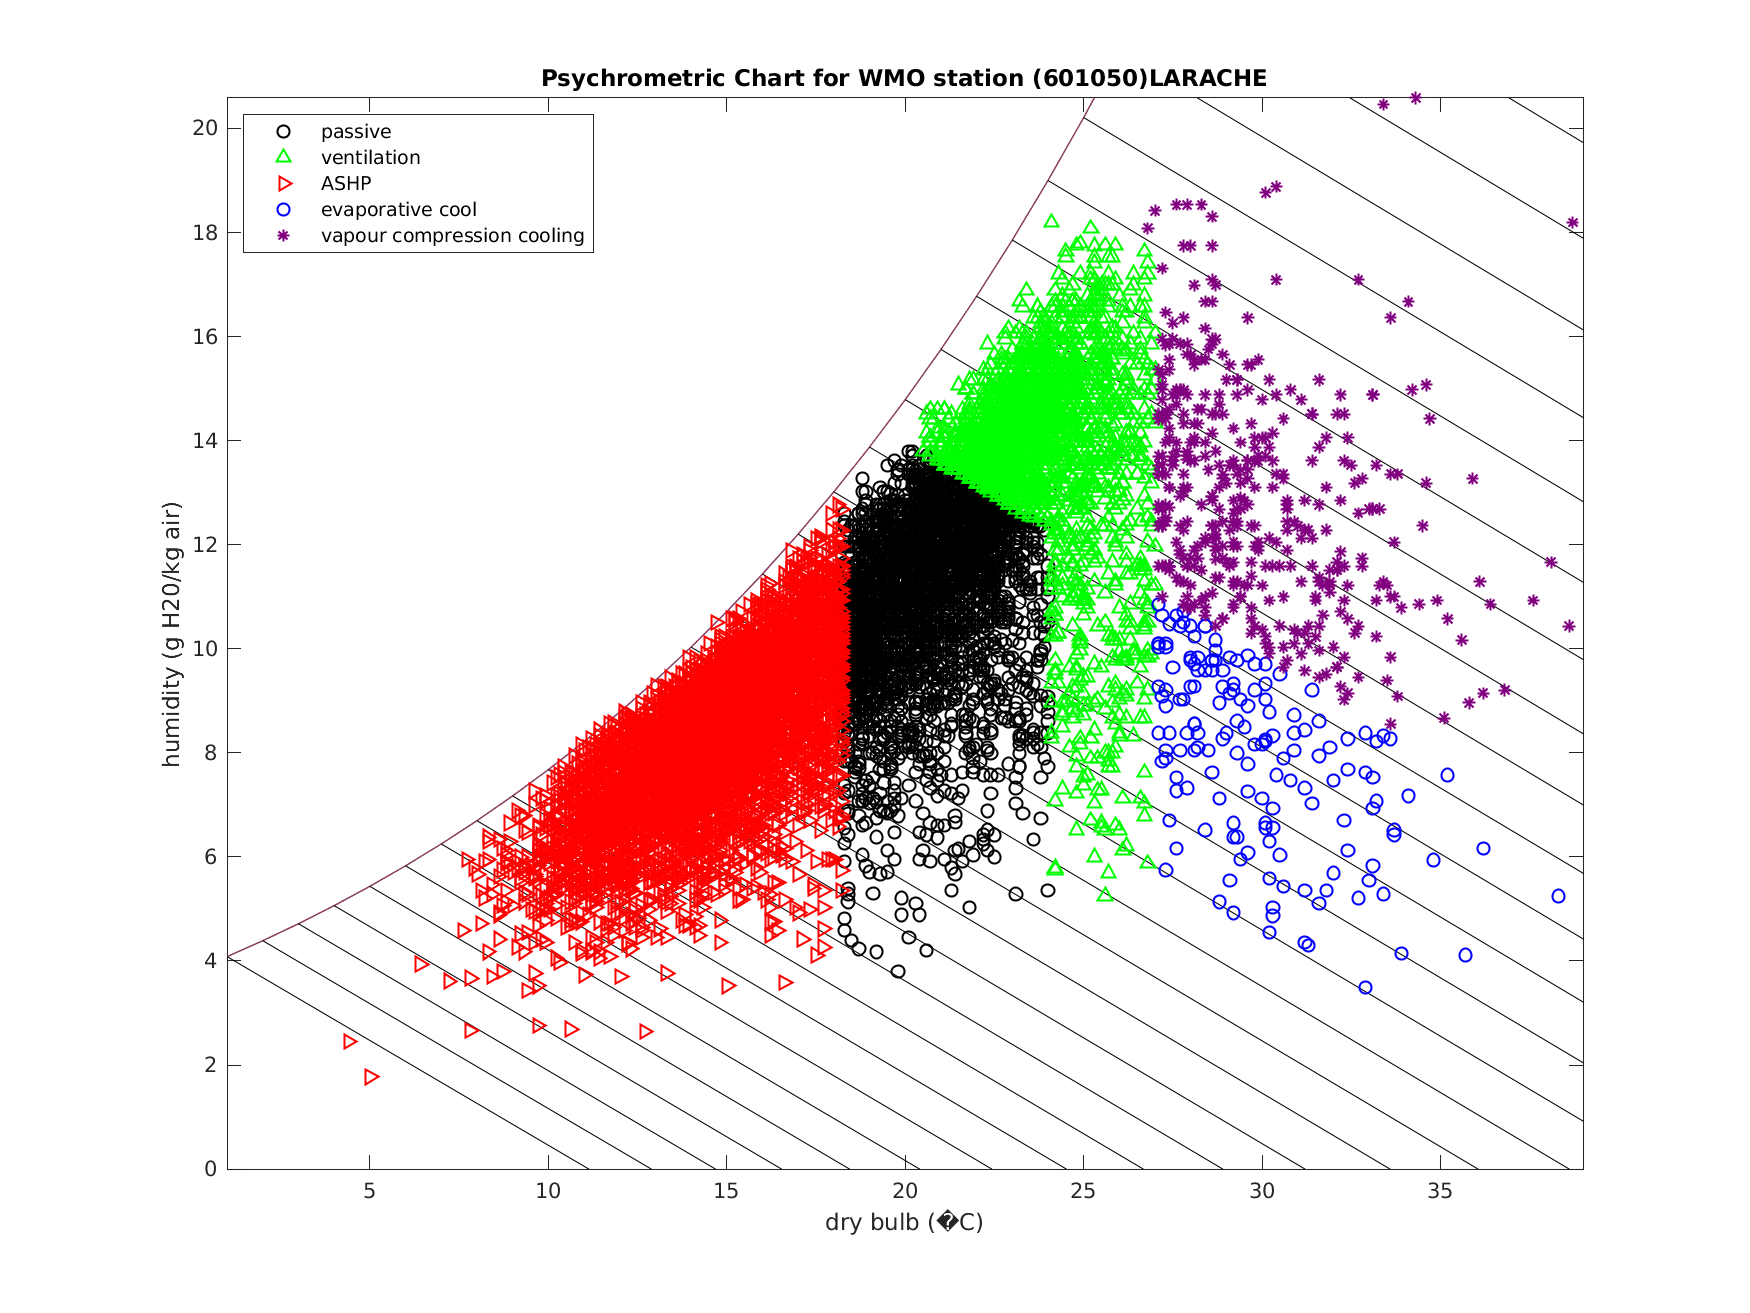 Psychrometric Chart for WMO station (601050)LARACHE
passive
ventilation
ASHP
evaporative cool
vapour compression cooling
20
18
16
14
12
10
8
6
4
2
0
humidity (g H20/kg air)
5 10 15 20 25 30 35
dry bulb (�C)